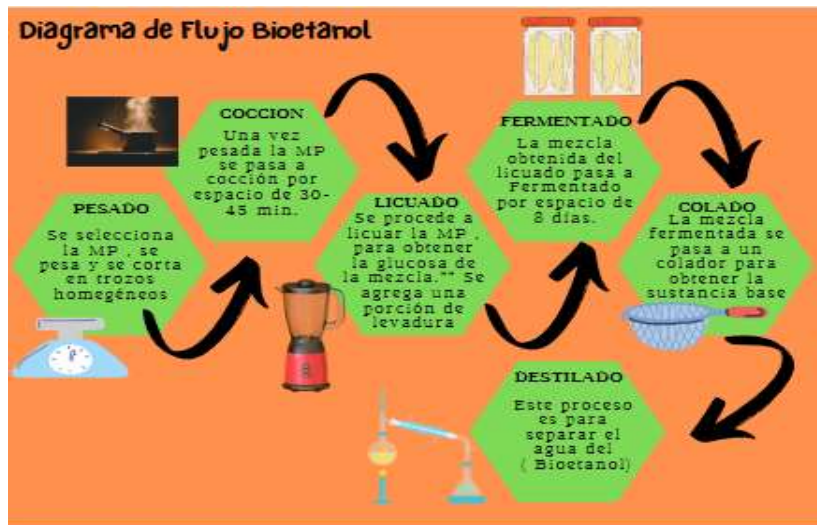 Diagrama de Flujo Bioetanol
PESADO
Se selecciona
la MP , se
pesa y se corta
en trozos
homegéneos
COCCION
Una vez
pesada la MP
se pasa a
cocción por
espacio de 30-
45 min.
LICUADO
Se procede a
licuar la MP ,
para obtener
la glucosa de
la mezcla.** Se
agrega una
porción de
levadura
FERMENTADO
La mezcla
obtenida del
licuado pasa a
Fermentado
por espacio de
8 días.
COLADO
La mezcla
fermentada se
pasa a un
colador para
obtener la
sustancia base
DESTILADO
Este proceso
es para
separar el
agua del
( Bioetanol)